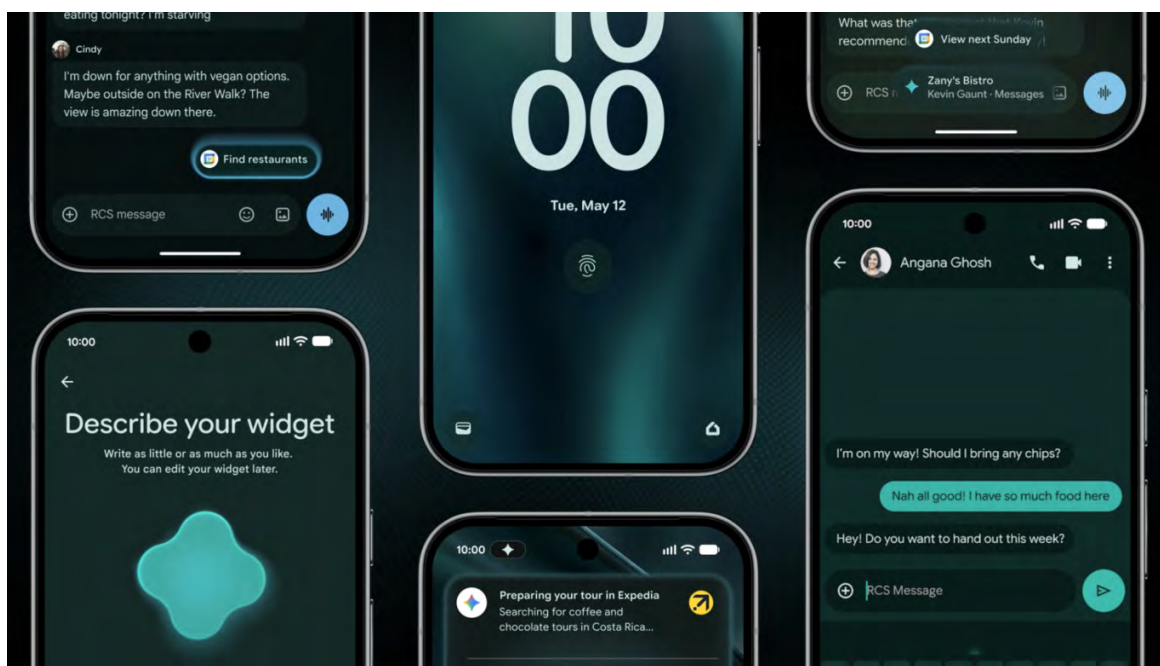 eating tonight? I'm starving
Cindy
I'm down for anything with vegan options.
Maybe outside on the River Walk? The
view is amazing down there.
Find restaurants
RCS message
10:00
Describe your widget
Write as little or as much as you like.
You can edit your widget later.
10
00
Tue, May 12
10:00
Preparing your tour in Expedia
Searching for coffee and
chocolate tours in Costa Rica...
What was that Kevin
recommend
View next Sunday
Zany's Bistro
RCS
Kevin Gaunt · Messages
10:00
Angana Ghosh
I'm on my way! Should I bring any chips?
Nah all good! I have so much food here
Hey! Do you want to hand out this week?
RCS Message